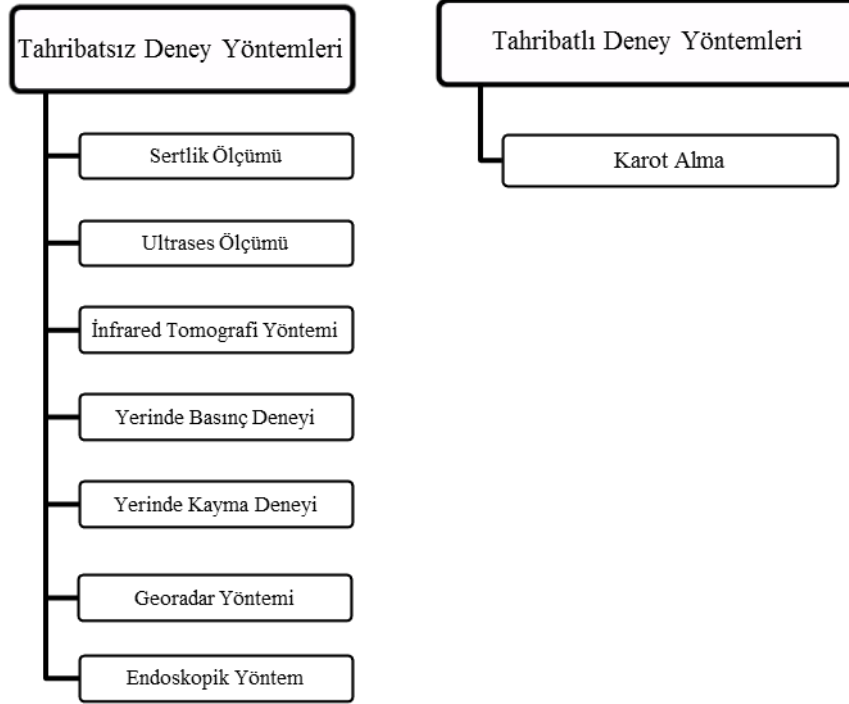 Tahribatsız Deney Yöntemleri
Sertlik Ölçümü
Ultrases Ölçümü
İnfrared Tomografi Yöntemi
Yerinde Basınç Deneyi
Yerinde Kayma Deneyi
Georadar Yöntemi
Endoskopik Yöntem
Tahribatlı Deney Yöntemleri
Karot Alma